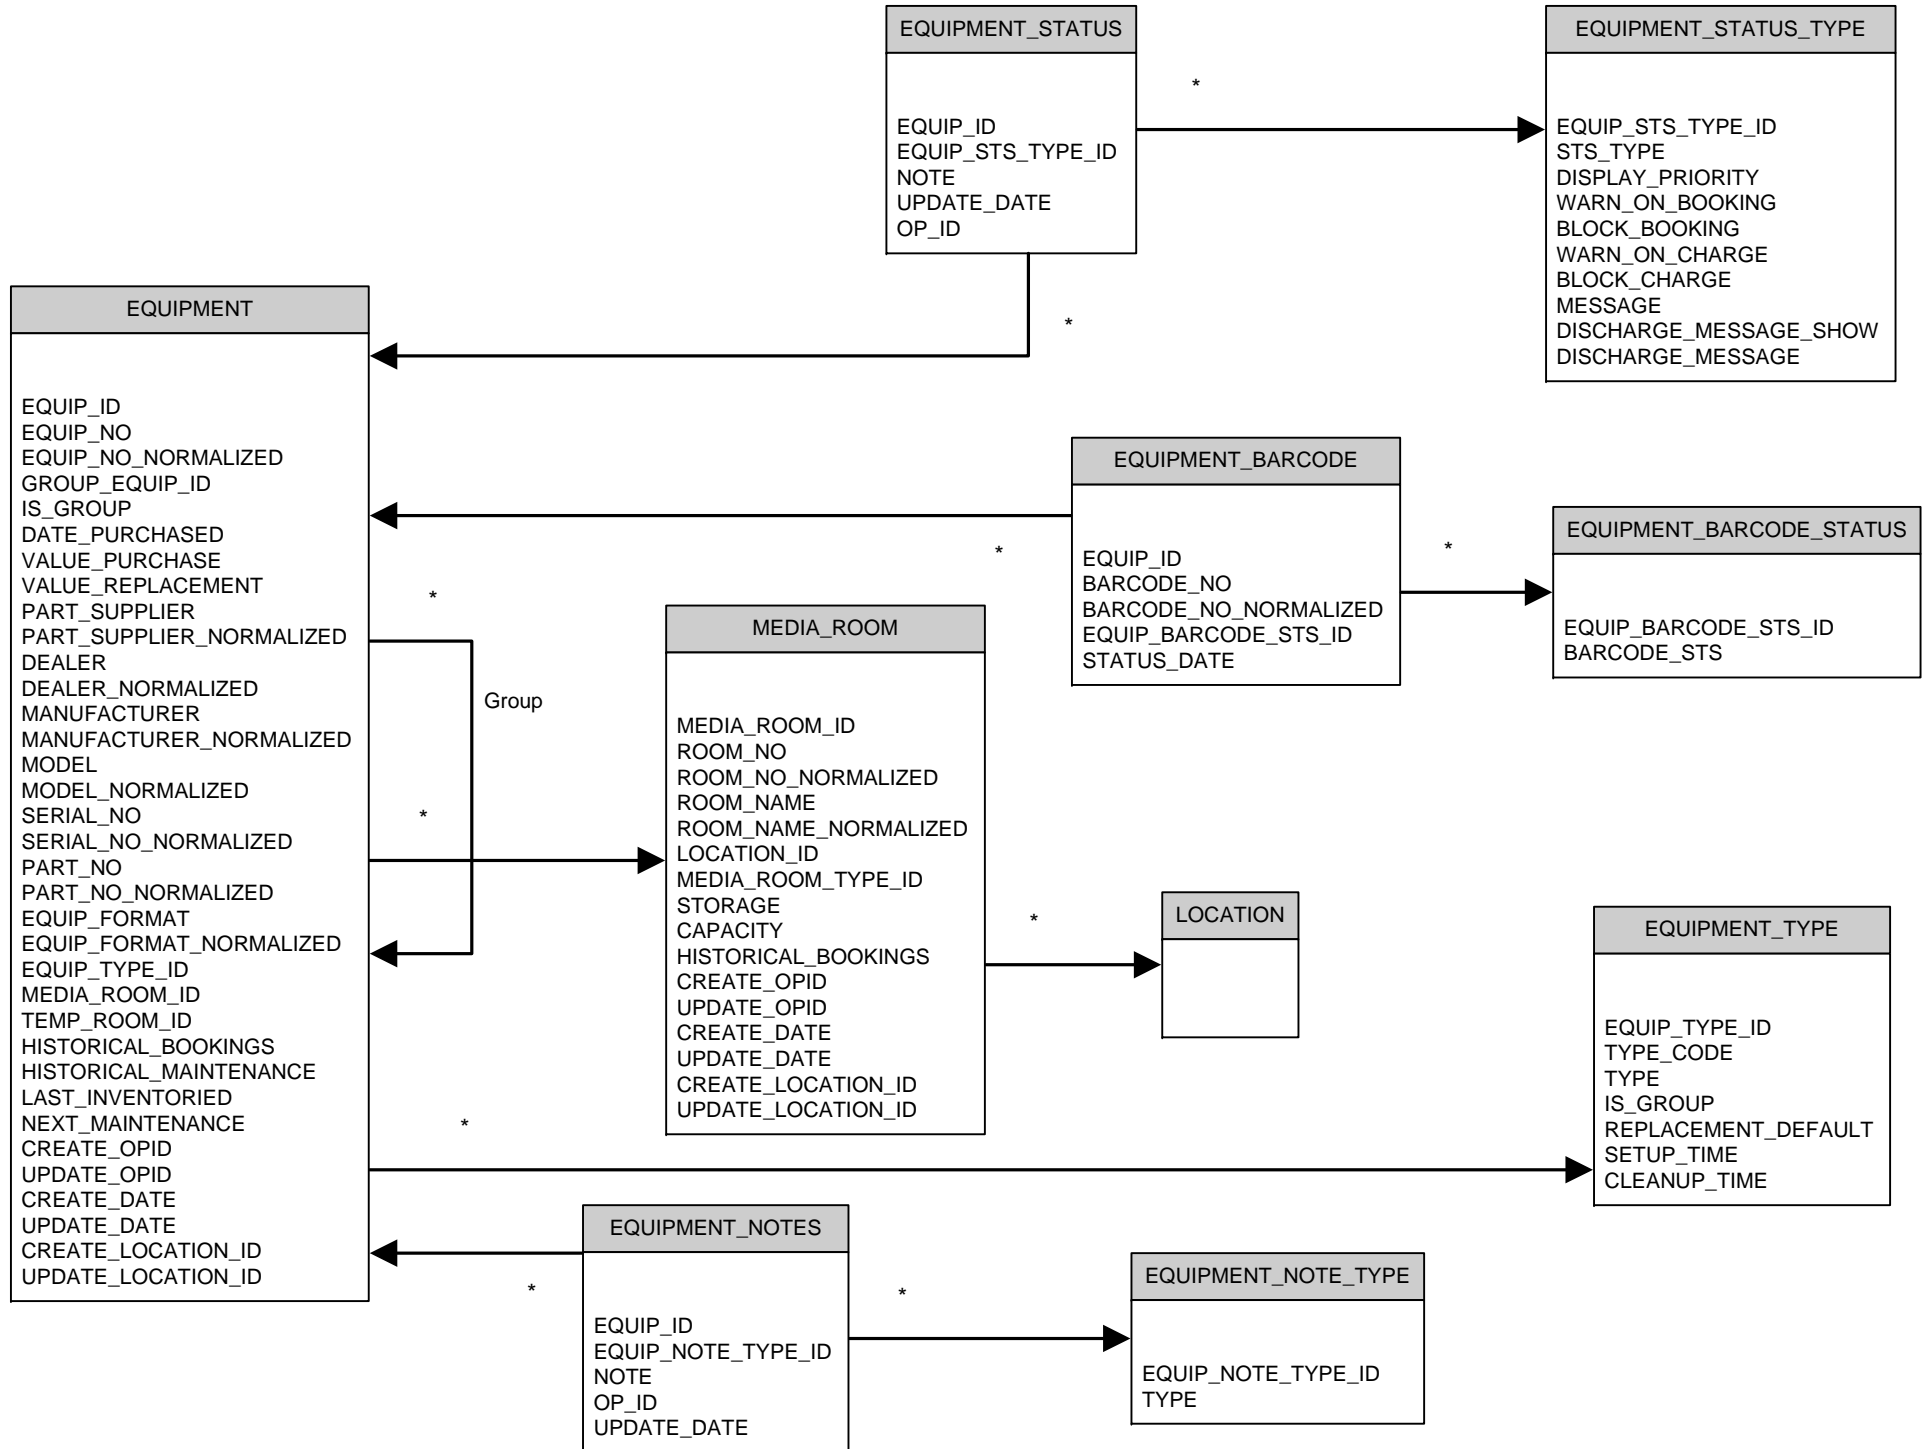 EQUIPMENT_STATUS
*
EQUIP_ID
EQUIP_STS_TYPE_ID
NOTE
UPDATE_DATE
OP_ID
*
EQUIPMENT_STATUS_TYPE
EQUIP_STS_TYPE_ID
STS_TYPE
DISPLAY_PRIORITY
WARN_ON_BOOKING
BLOCK_BOOKING
WARN_ON_CHARGE
BLOCK_CHARGE
MESSAGE
DISCHARGE_MESSAGE_SHOW
DISCHARGE_MESSAGE
EQUIPMENT
EQUIP_ID
EQUIP_NO
EQUIP_NO_NORMALIZED
GROUP_EQUIP_ID
IS_GROUP
DATE_PURCHASED
VALUE_PURCHASE
VALUE_REPLACEMENT
PART_SUPPLIER
PART_SUPPLIER_NORMALIZED
DEALER
DEALER_NORMALIZED
MANUFACTURER
MANUFACTURER_NORMALIZED
MODEL
MODEL_NORMALIZED
SERIAL_NO
SERIAL_NO_NORMALIZED
PART_NO
PART_NO_NORMALIZED
EQUIP_FORMAT
EQUIP_FORMAT_NORMALIZED
EQUIP_TYPE_ID
MEDIA_ROOM_ID
TEMP_ROOM_ID
HISTORICAL_BOOKINGS
HISTORICAL_MAINTENANCE
LAST_INVENTORIED
NEXT_MAINTENANCE
CREATE_OPID
UPDATE_OPID
CREATE_DATE
UPDATE_DATE
CREATE_LOCATION_ID
UPDATE_LOCATION_ID
*
Group
*
*
EQUIPMENT_BARCODE
EQUIP_ID
BARCODE_NO
BARCODE_NO_NORMALIZED
EQUIP_BARCODE_STS_ID
STATUS_DATE
*
*
EQUIPMENT_BARCODE_STATUS
EQUIP_BARCODE_STS_ID
BARCODE_STS
MEDIA_ROOM
MEDIA_ROOM_ID
ROOM_NO
ROOM_NO_NORMALIZED
ROOM_NAME
ROOM_NAME_NORMALIZED
LOCATION_ID
MEDIA_ROOM_TYPE_ID
STORAGE
CAPACITY
HISTORICAL_BOOKINGS
CREATE_OPID
UPDATE_OPID
CREATE_DATE
UPDATE_DATE
CREATE_LOCATION_ID
UPDATE_LOCATION_ID
*
LOCATION
EQUIPMENT_TYPE
EQUIP_TYPE_ID
TYPE_CODE
TYPE
IS_GROUP
REPLACEMENT_DEFAULT
SETUP_TIME
CLEANUP_TIME
EQUIPMENT_NOTES
EQUIP_ID
EQUIP_NOTE_TYPE_ID
NOTE
OP_ID
UPDATE_DATE
*
*
EQUIPMENT_NOTE_TYPE
EQUIP_NOTE_TYPE_ID
TYPE